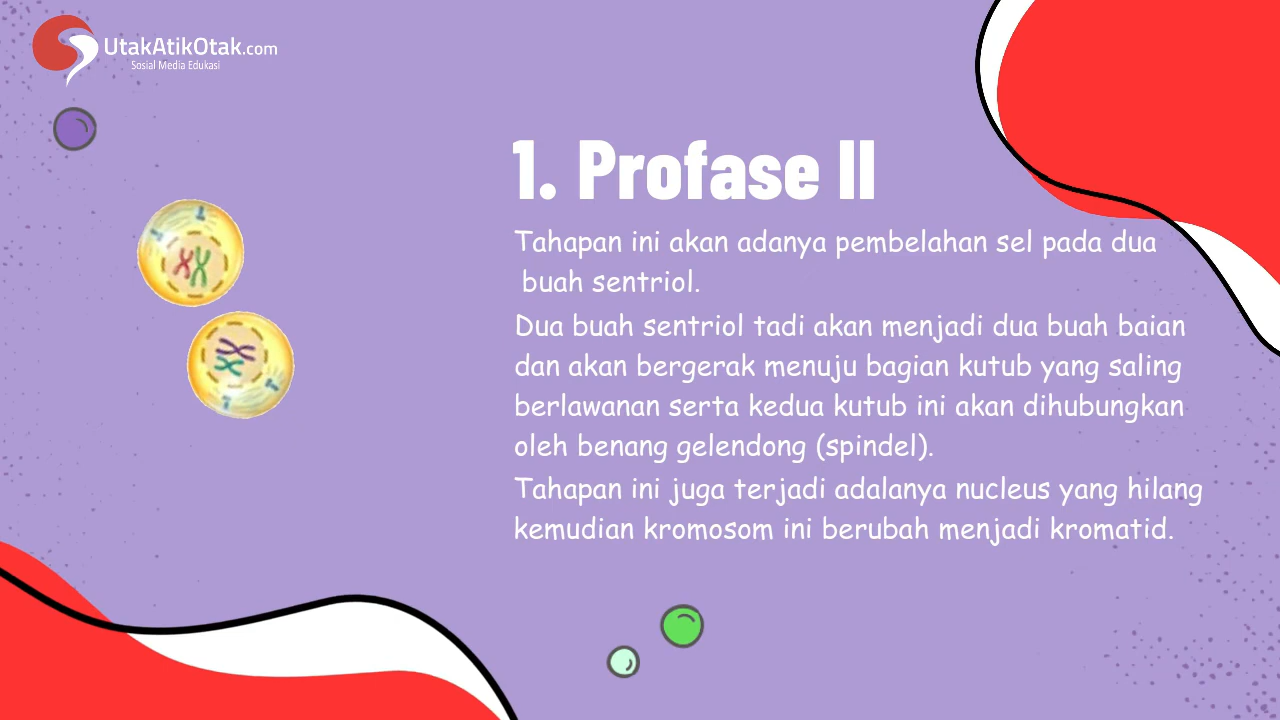 UtakAtikOtak.com
Sosial Media Edukasi
1. Profase II
Tahapan ini akan adanya pembelahan sel pada dua
buah sentriol.
Dua buah sentriol tadi akan menjadi dua buah baian
dan akan bergerak menuju bagian kutub yang saling
berlawanan serta kedua kutub ini akan dihubungkan
oleh benang gelendong (spindel).
Tahapan ini juga terjadi adalanya nucleus yang hilang
kemudian kromosom ini berubah menjadi kromatid.